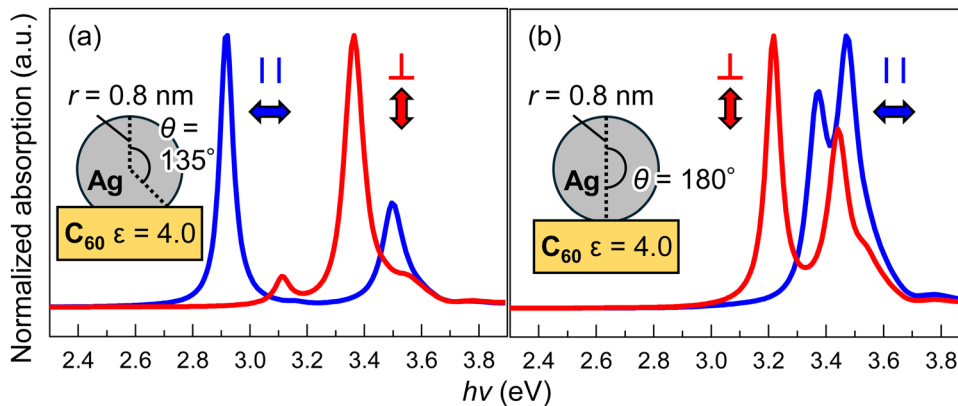 Normalized absorption (a.u.)
(a)
||
⊥
r = 0.8 nm
θ =
135°
Ag
C60 ε = 4.0
2.4 2.6 2.8 3.0 3.2 3.4 3.6 3.8
(b)
⊥
||
r = 0.8 nm
Ag
θ = 180°
C60 ε = 4.0
2.4 2.6 2.8 3.0 3.2 3.4 3.6 3.8
hν (eV)